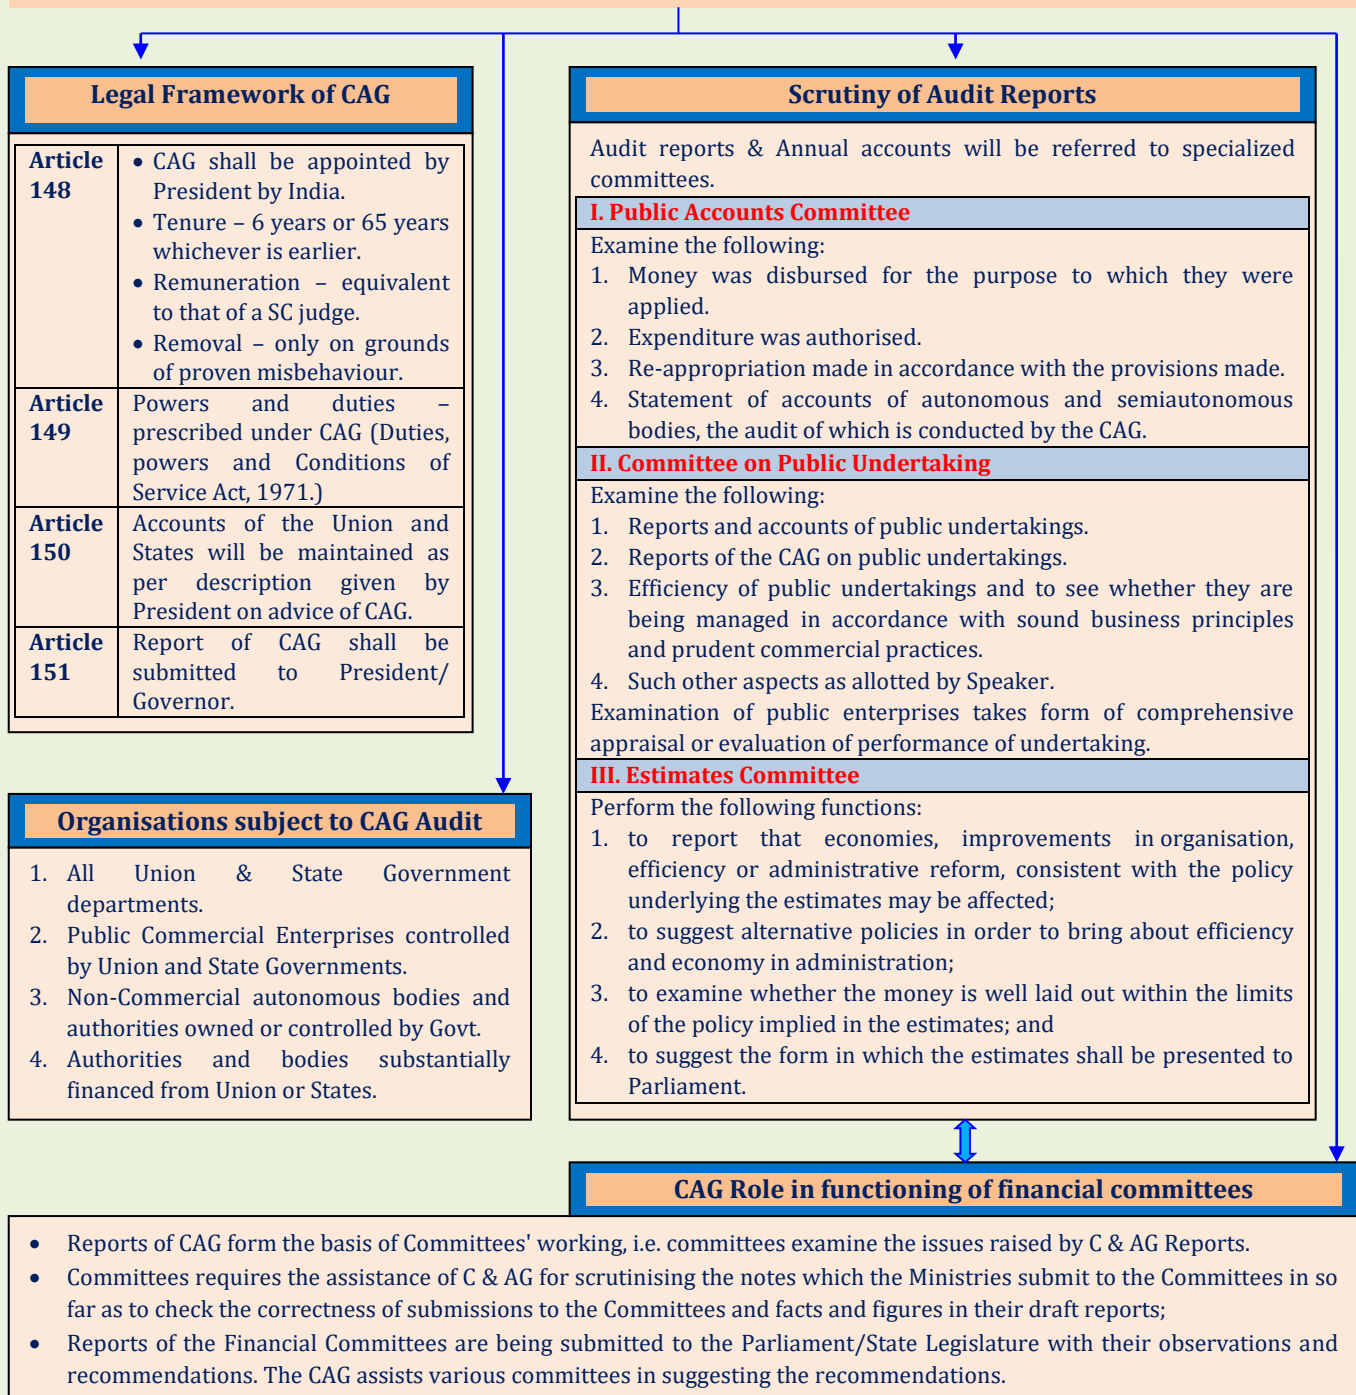 Legal Framework of CAG
Article
148
• CAG shall be appointed by
President by India.
• Tenure – 6 years or 65 years
whichever is earlier.
• Remuneration – equivalent
to that of a SC judge.
• Removal – only on grounds
of proven misbehaviour.
Article
149
Powers and duties –
prescribed under CAG (Duties,
powers and Conditions of
Service Act, 1971.)
Article
150
Accounts of the Union and
States will be maintained as
per description given by
President on advice of CAG.
Article
151
Report of CAG shall be
submitted to President/
Governor.
Organisations subject to CAG Audit
1. All Union & State Government
departments.
2. Public Commercial Enterprises controlled
by Union and State Governments.
3. Non-Commercial autonomous bodies and
authorities owned or controlled by Govt.
4. Authorities and bodies substantially
financed from Union or States.
Scrutiny of Audit Reports
Audit reports & Annual accounts will be referred to specialized
committees.
I. Public Accounts Committee
Examine the following:
1. Money was disbursed for the purpose to which they were
applied.
2. Expenditure was authorised.
3. Re-appropriation made in accordance with the provisions made.
4. Statement of accounts of autonomous and semiautonomous
bodies, the audit of which is conducted by the CAG.
II. Committee on Public Undertaking
Examine the following:
1. Reports and accounts of public undertakings.
2. Reports of the CAG on public undertakings.
3. Efficiency of public undertakings and to see whether they are
being managed in accordance with sound business principles
and prudent commercial practices.
4. Such other aspects as allotted by Speaker.
Examination of public enterprises takes form of comprehensive
appraisal or evaluation of performance of undertaking.
III. Estimates Committee
Perform the following functions:
1. to report that economies, improvements in organisation,
efficiency or administrative reform, consistent with the policy
underlying the estimates may be affected;
2. to suggest alternative policies in order to bring about efficiency
and economy in administration;
3. to examine whether the money is well laid out within the limits
of the policy implied in the estimates; and
4. to suggest the form in which the estimates shall be presented to
Parliament.
CAG Role in functioning of financial committees
• Reports of CAG form the basis of Committees' working, i.e. committees examine the issues raised by C & AG Reports.
• Committees requires the assistance of C & AG for scrutinising the notes which the Ministries submit to the Committees in so
far as to check the correctness of submissions to the Committees and facts and figures in their draft reports;
• Reports of the Financial Committees are being submitted to the Parliament/State Legislature with their observations and
recommendations. The CAG assists various committees in suggesting the recommendations.